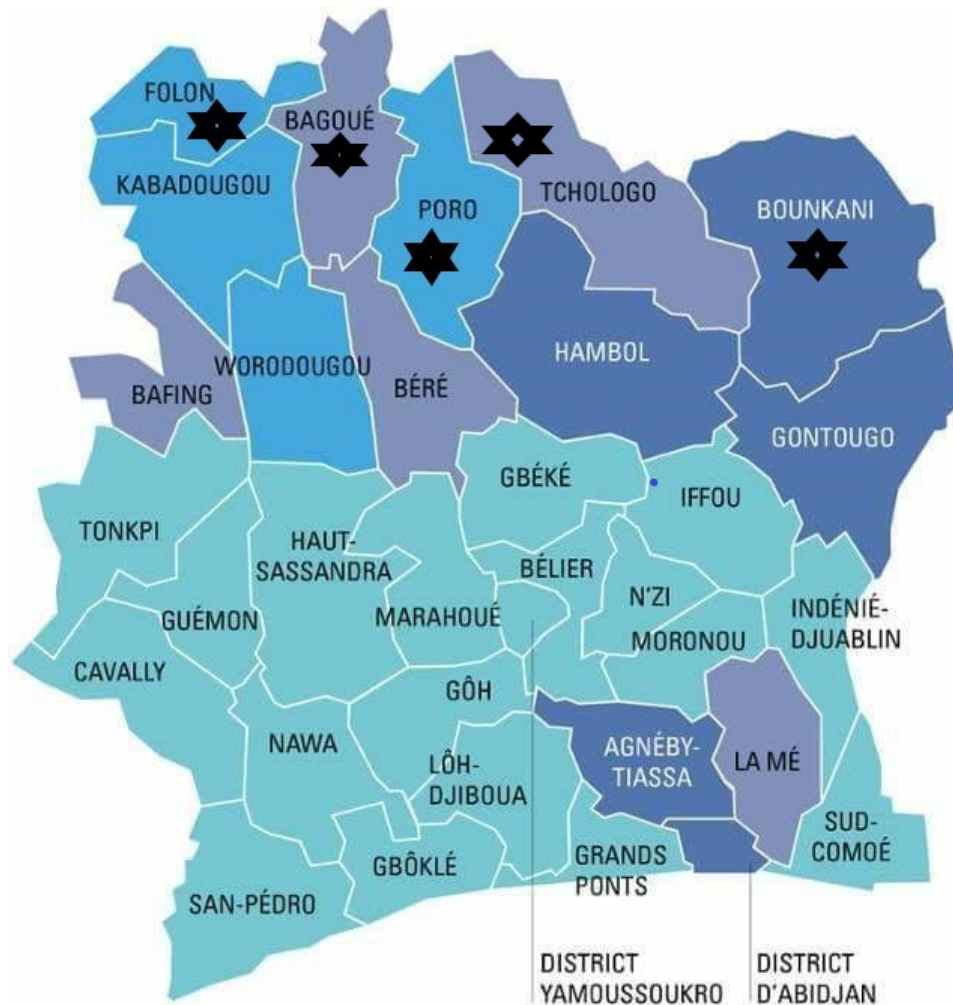 FOLON
BAGOUÉ
KABADOUGOU
TCHOLOGO
PORO
BOUNKANI
HAMBOL
WORODOUGOU
BAFING
BÉRÉ
GONTOUGO
GBÉKÉ
IFFOU
TONKPI
HAUT-
SASSANDRA
BÉLIER
N'ZI
INDÉNIÉ-
DJUABLIN
GUÉMON
MARAHOUÉ
MORONOU
CAVALLY
GÔH
NAWA
LÔH-
DJIBOUA
AGNÉBY-
TIASSA
LA MÉ
SUD-
COMOÉ
GBÔKLÉ
GRANDS
PONTS
SAN-PÉDRO
DISTRICT
YAMOUSSOUKRO
DISTRICT
D'ABIDJAN